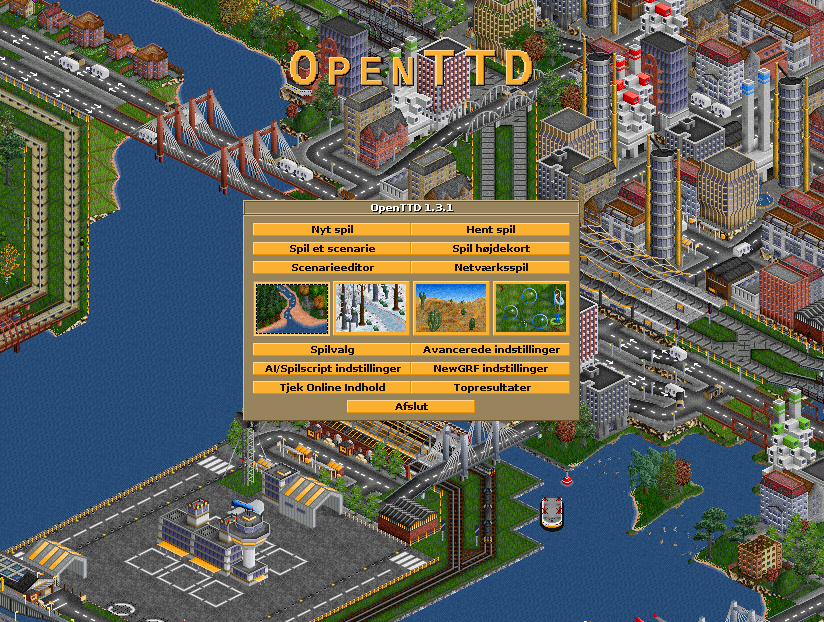 OPENTTD
OpenTTD 1.3.1
Nyt spil
Hent spil
Spil et scenarie
Spil højdekort
Scenarieeditor
Netværksspil
Spilvalg
Avancerede indstillinger
AI/Spilscript indstillinger
NewGRF indstillinger
Tjek Online Indhold
Topresultater
Afslut